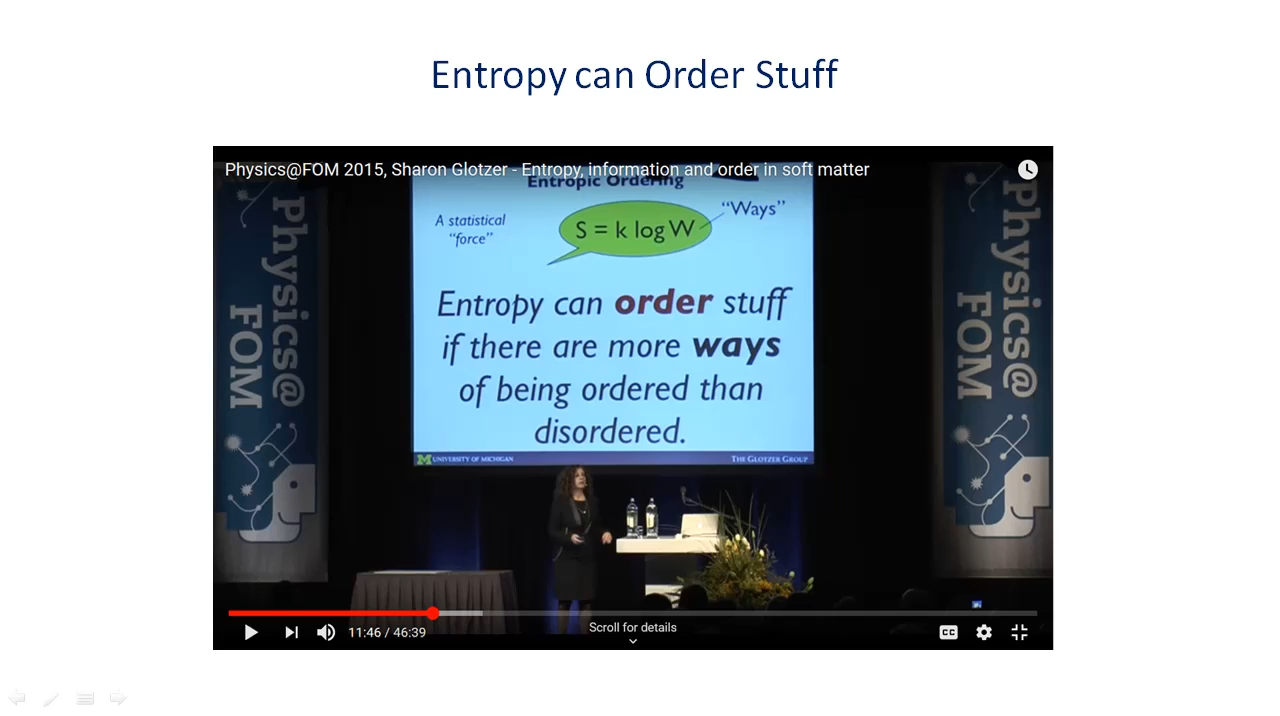 Entropy can Order Stuff
Physics@FOM 2015, Sharon Glotzer - Entropy, information and order in soft matter
Entropic Ordering
A statistical
“force”
S = k log W
“Ways”
Entropy can order stuff
if there are more ways
of being ordered than
disordered.
M UNIVERSITY OF MICHIGAN
THE GLOTZER GROUP
Physics@
FOM
Physics@
FOM
11:46 / 46:39
Scroll for details
CC